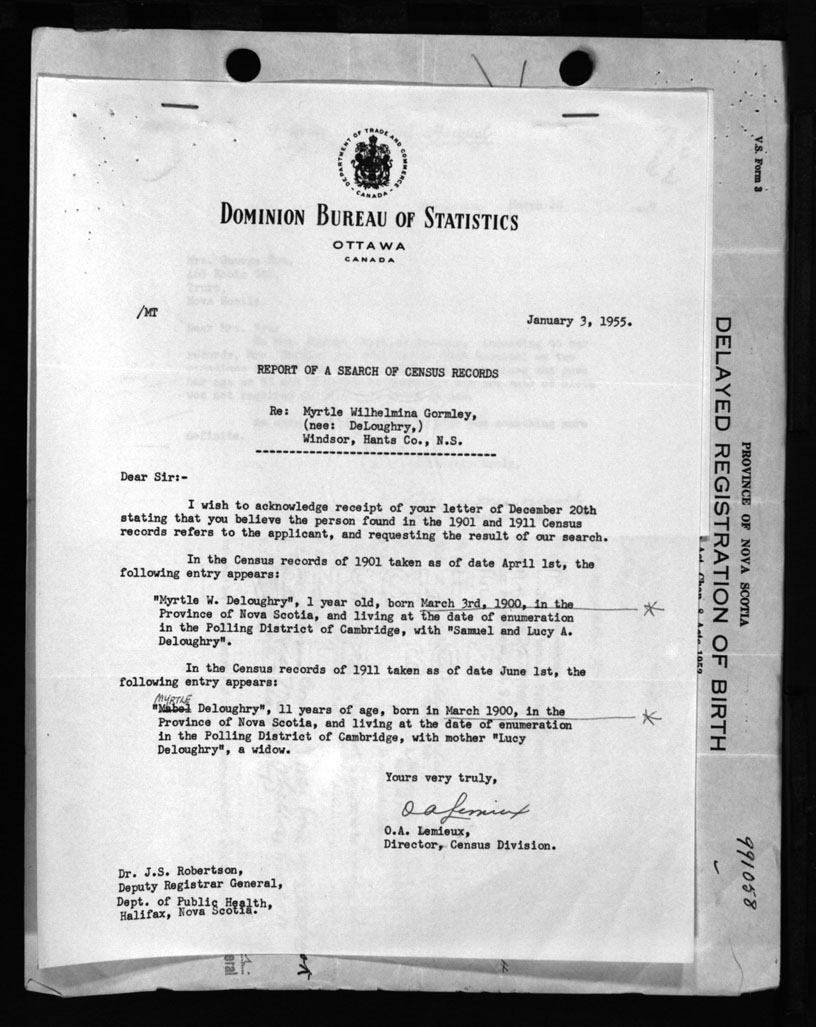 DEPARTMENT OF TRADE AND COMMERCE
- CANADA -
DOMINION BUREAU OF STATISTICS
OTTAWA
CANADA
/MT
January 3, 1955.
REPORT OF A SEARCH OF CENSUS RECORDS
Re: Myrtle Wilhelmina Gormley,
(nee: DeLoughry,)
Windsor, Hants Co., N.S.
Dear Sir:-
I wish to acknowledge receipt of your letter of December 20th
stating that you believe the person found in the 1901 and 1911 Census
records refers to the applicant, and requesting the result of our search.
In the Census records of 1901 taken as of date April 1st, the
following entry appears:
"Myrtle W. Deloughry", 1 year old, born March 3rd, 1900, in the
Province of Nova Scotia, and living at the date of enumeration
in the Polling District of Cambridge, with "Samuel and Lucy A.
Deloughry".
In the Census records of 1911 taken as of date June 1st, the
following entry appears:
MYRTLE
"Mabel Deloughry", 11 years of age, born in March 1900, in the
Province of Nova Scotia, and living at the date of enumeration
in the Polling District of Cambridge, with mother "Lucy
Deloughry", a widow.
Yours very truly,
O A Lemieux
O.A. Lemieux,
Director, Census Division.
Dr. J.S. Robertson,
Deputy Registrar General,
Dept. of Public Health,
Halifax, Nova Scotia.
V.S. Form 3
PROVINCE OF NOVA SCOTIA
DELAYED REGISTRATION OF BIRTH
991058